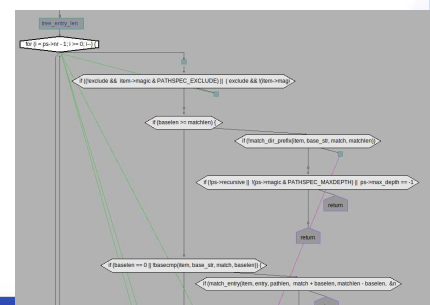 tree_entry_len
for (i = ps->nr - 1; i >= 0; i--) {
if ((!exclude && item->magic & PATHSPEC_EXCLUDE) || ( exclude && !(item->magi
if (baselen >= matchlen) {
if (!match_dir_prefix(item, base_str, match, matchlen))
if (!ps->recursive || !(ps->magic & PATHSPEC_MAXDEPTH) || ps->max_depth == -1
return
return
if (baselen == 0 || !basecmp(item, base_str, match, baselen)) {
if (match_entry(item, entry, pathlen, match + baselen, matchlen - baselen, &n